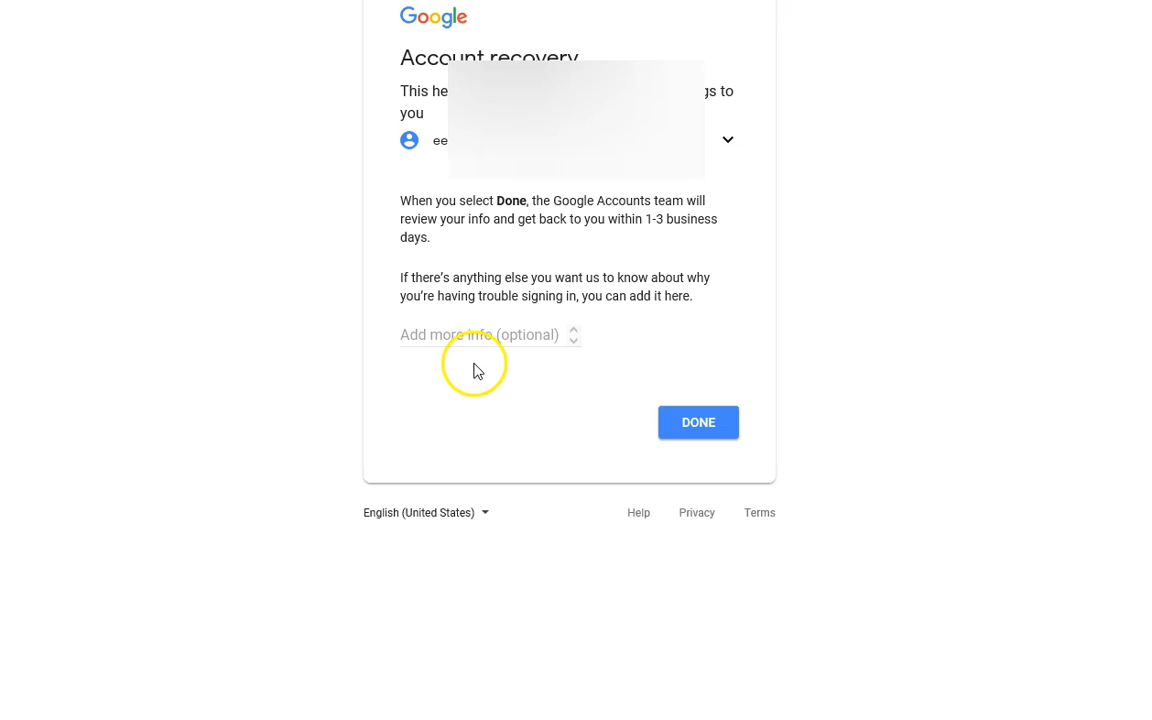 Google
Account recovery
This he gs to
you
ee
When you select Done, the Google Accounts team will
review your info and get back to you within 1-3 business
days.
If there's anything else you want us to know about why
you're having trouble signing in, you can add it here.
Add more info (optional)
DONE
English (United States)
Help Privacy Terms